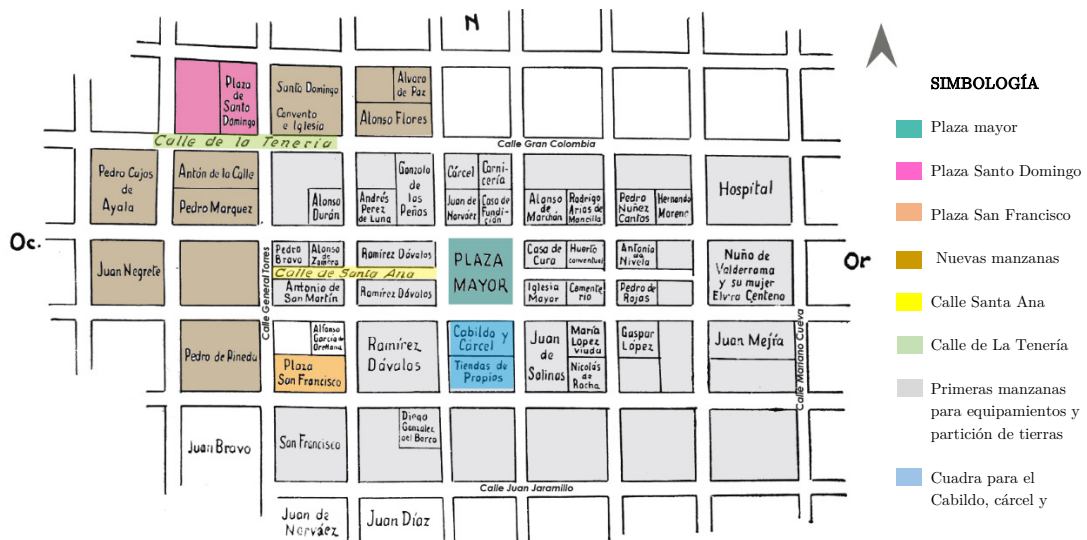 N
Plaza
de
Santo
Domingo
Santo Domingo
Convento
e Iglesia
Alvaro
de Paz
Alonso Flores
Calle de la Tenería
Calle Gran Colombia
Pedro Cojos
de
Ayala
Antón de la Calle
Pedro Marquez
Alonso
Durán
Andrés
Perez
de Luna
Gonzalo
de
las
Peños
Cárcel
Carni-
cería
Juan de
Narváez
Casa de
Fundi-
ción
Alonso
de
Marchán
Rodrigo
Arias de
Mancilla
Pedro
Nuñez
Cantos
Hernando
Moreno
Hospital
Oc.
Juan Negrete
Calle General Torres
Pedro
Bravo
Alonso
de
Zamora
Ramírez Dávalos
Calle de Santa Ana
Antonio de
San Martín
Ramírez Dávalos
PLAZA
MAYOR
Casa de
Cura
Huerto
conventual
Iglesia
Mayor
Cementerio
Antonio
de
Nivela
Pedro de
Rojas
Nuño de
Valderrama
y su mujer
Elvra Centeno
Or
Pedro de Pineda
Alfonso
García de
Orellana
Plaza
San Francisco
Ramírez
Dávalos
Cabildo y
Cárcel
Tiendas de
Propios
Juan
de
Salinas
María
Lopez
viuda
Nicolás
de
Rocha
Gaspar
López
Juan Mejía
Calle Mariano Cueva
Juan Bravo
San Francisco
Diego
Gonzalez
del Barco
Calle Juan Jaramillo
Juan de
Narváez
Juan Díaz
SIMBOLOGÍA
Plaza mayor
Plaza Santo Domingo
Plaza San Francisco
Nuevas manzanas
Calle Santa Ana
Calle de La Tenería
Primeras manzanas
para equipamientos y
partición de tierras
Cuadra para el
Cabildo, cárcel y